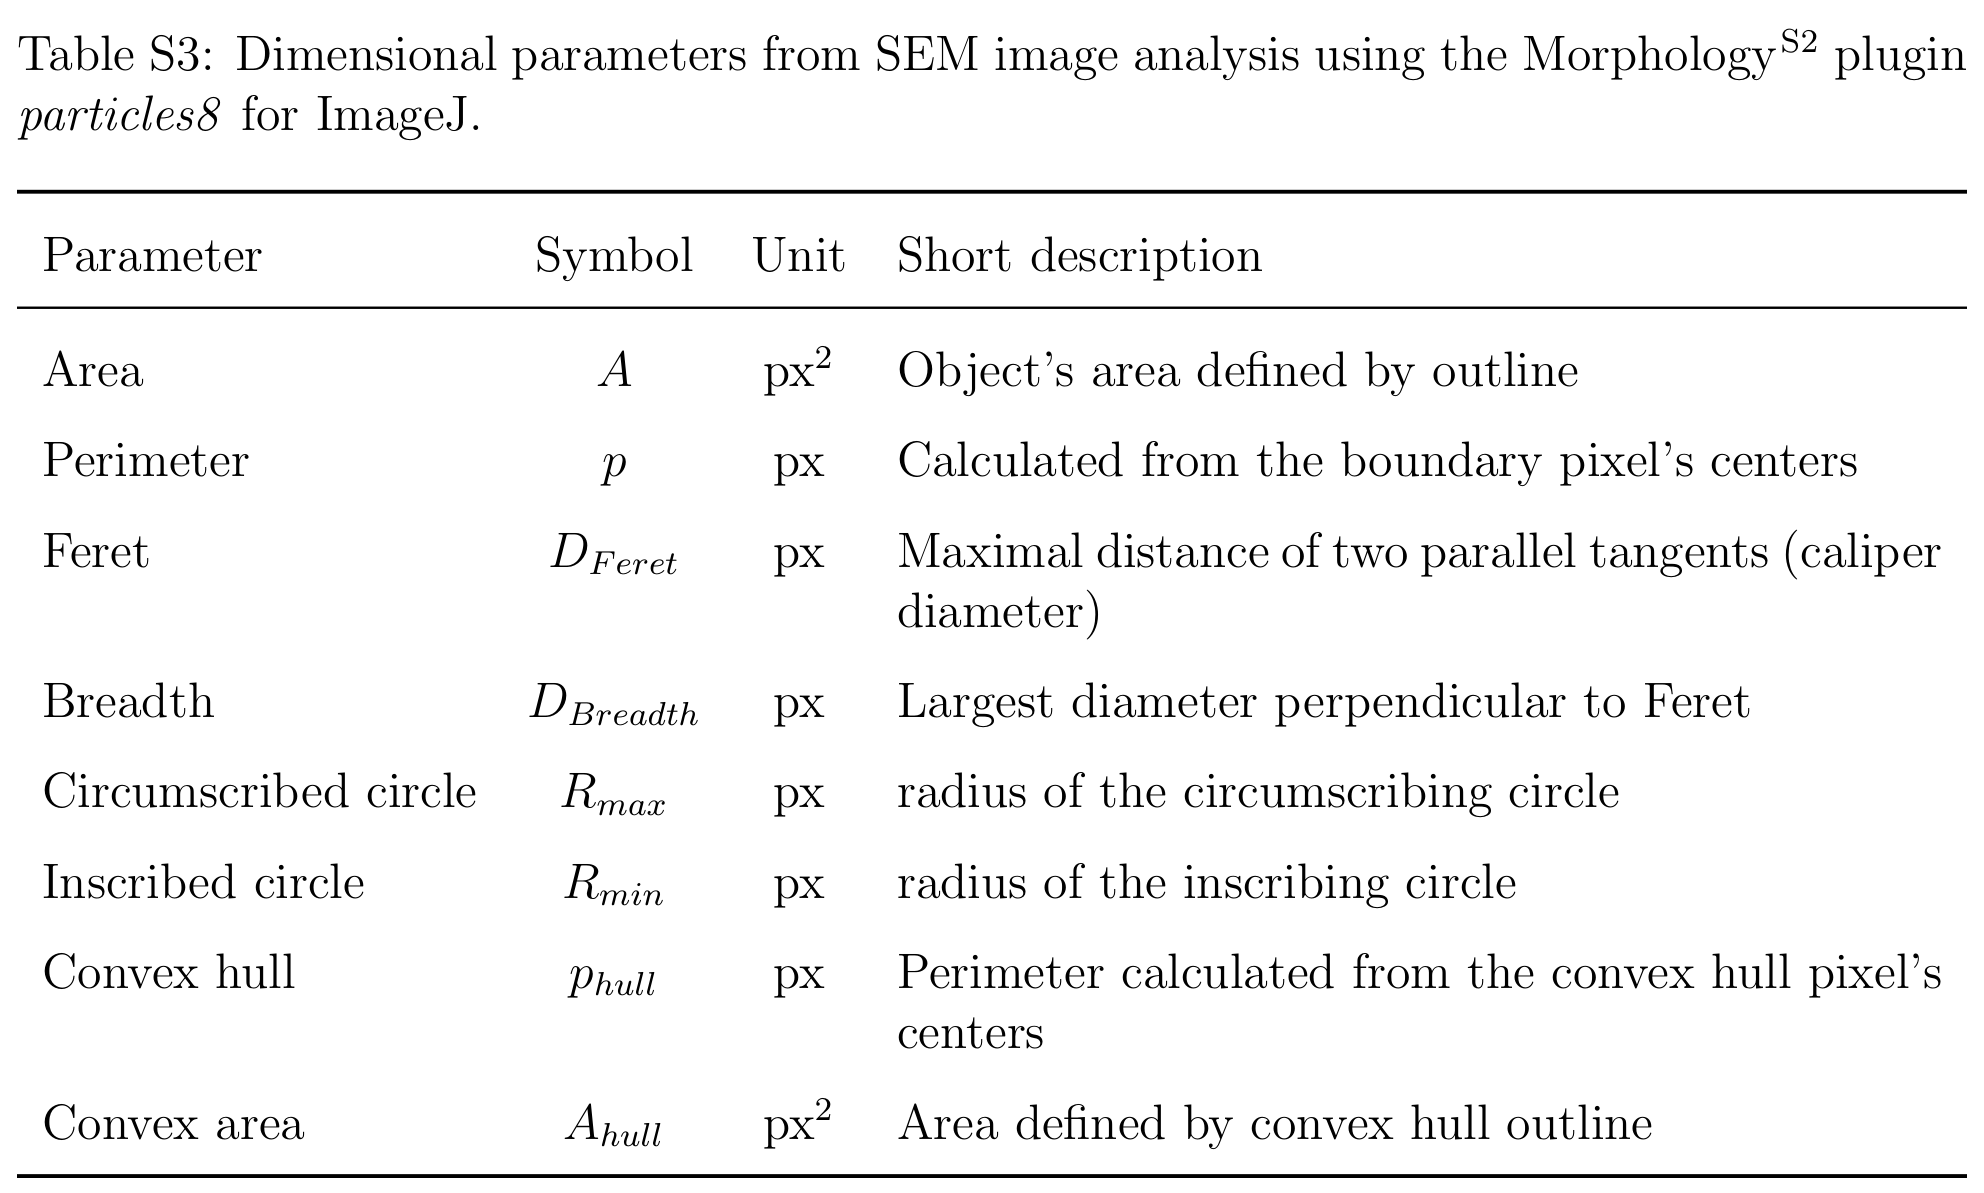 Table S3: Dimensional parameters from SEM image analysis using the Morphology^S2 plugin
particles8 for ImageJ.
Parameter Symbol Unit Short description
Area A px² Object's area defined by outline
Perimeter p px Calculated from the boundary pixel's centers
Feret D_Feret px Maximal distance of two parallel tangents (caliper
diameter)
Breadth D_Breadth px Largest diameter perpendicular to Feret
Circumscribed circle R_max px radius of the circumscribing circle
Inscribed circle R_min px radius of the inscribing circle
Convex hull p_hull px Perimeter calculated from the convex hull pixel's
centers
Convex area A_hull px² Area defined by convex hull outline